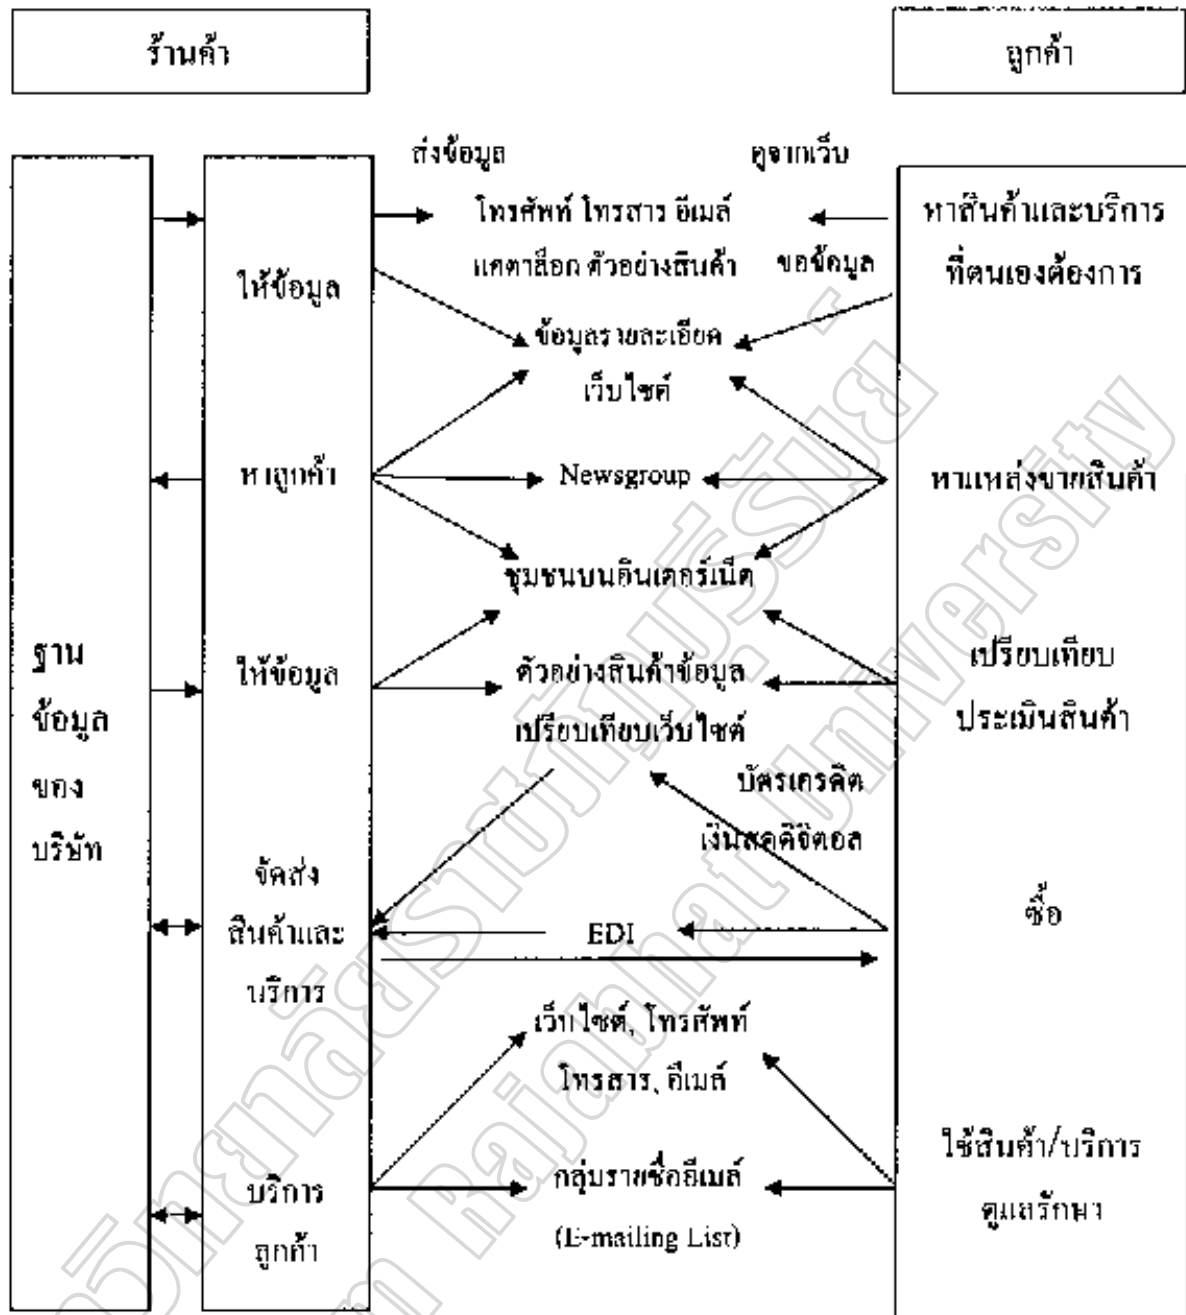 ร้านค้า
ลูกค้า
ส่งข้อมูล
ดูจากเว็บ
โทรศัพท์ โทรสาร อีเมล์
แคตาล็อก ตัวอย่างสินค้า
ขอข้อมูล
หาสินค้าและบริการ
ที่ตนเองต้องการ
ให้ข้อมูล
ข้อมูลรายละเอียด
เว็บไซต์
หาลูกค้า
Newsgroup
หาแหล่งขายสินค้า
ชุมชนบนอินเตอร์เน็ต
ฐาน
ข้อมูล
ของ
บริษัท
ให้ข้อมูล
ตัวอย่างสินค้าข้อมูล
เปรียบเทียบเว็บไซต์
เปรียบเทียบ
ประเมินสินค้า
บัตรเครดิต
เงินสดดิจิตอล
จัดส่ง
สินค้าและ
บริการ
EDI
ซื้อ
เว็บไซต์, โทรศัพท์
โทรสาร, อีเมล์
บริการ
ลูกค้า
กลุ่มรายชื่ออีเมล์
(E-mailing List)
ใช้สินค้า/บริการ
ดูแลรักษา
Rajabhat University